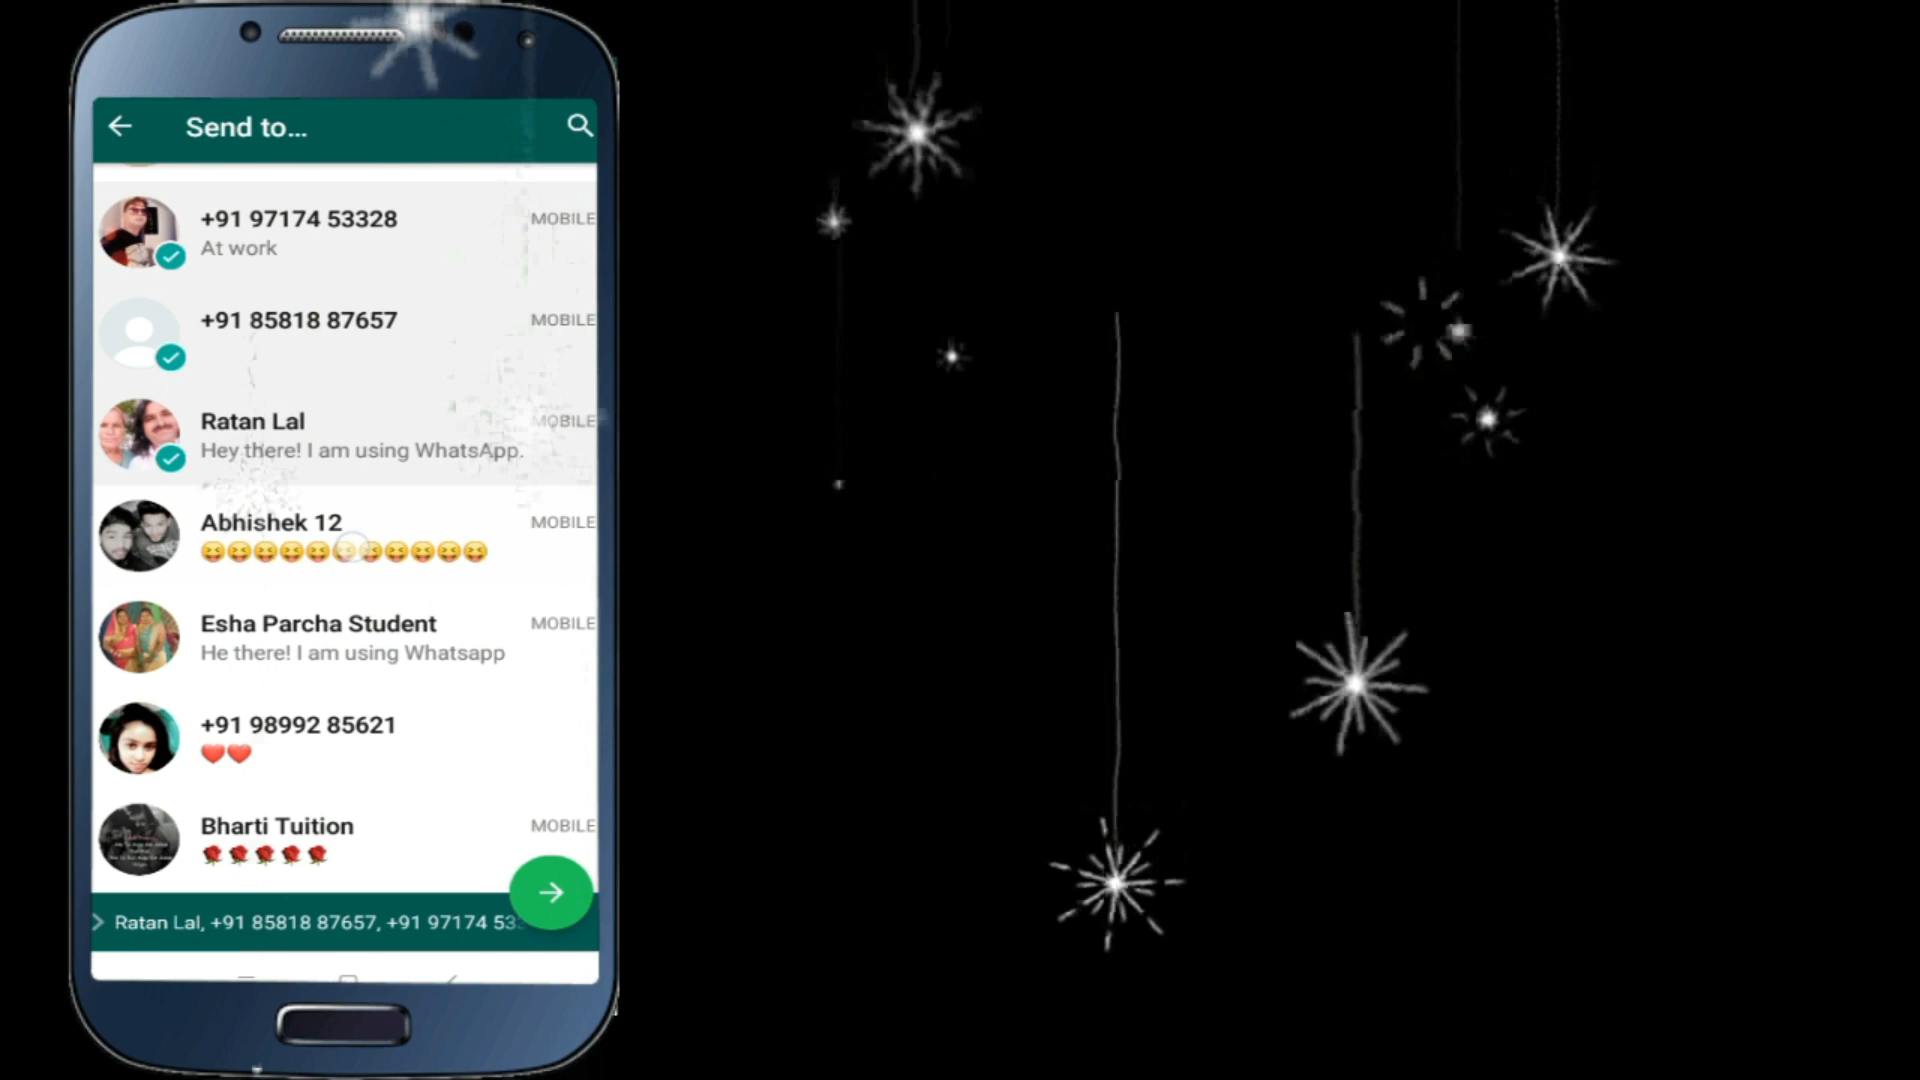 Send to...
+91 97174 53328 MOBILE
At work
+91 85818 87657 MOBILE
Ratan Lal MOBILE
Hey there! I am using WhatsApp.
Abhishek 12 MOBILE
😝😝😝😝😝😝😝😝😝😝😝
Esha Parcha Student MOBILE
He there! I am using Whatsapp
+91 98992 85621
❤️❤️
Bharti Tuition MOBILE
🌹🌹🌹🌹🌹
Ratan Lal, +91 85818 87657, +91 97174 53